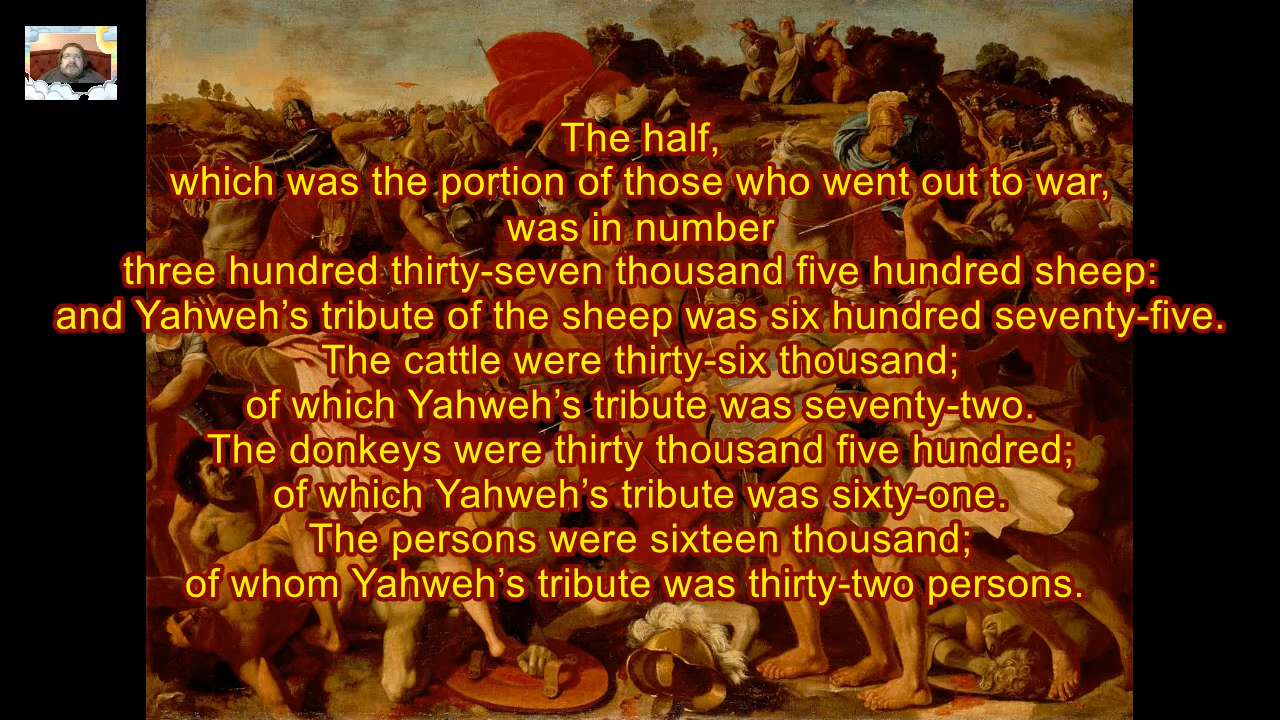 The half,
which was the portion of those who went out to war,
was in number
three hundred thirty-seven thousand five hundred sheep:
and Yahweh’s tribute of the sheep was six hundred seventy-five.
The cattle were thirty-six thousand;
of which Yahweh’s tribute was seventy-two.
The donkeys were thirty thousand five hundred;
of which Yahweh’s tribute was sixty-one.
The persons were sixteen thousand;
of whom Yahweh’s tribute was thirty-two persons.